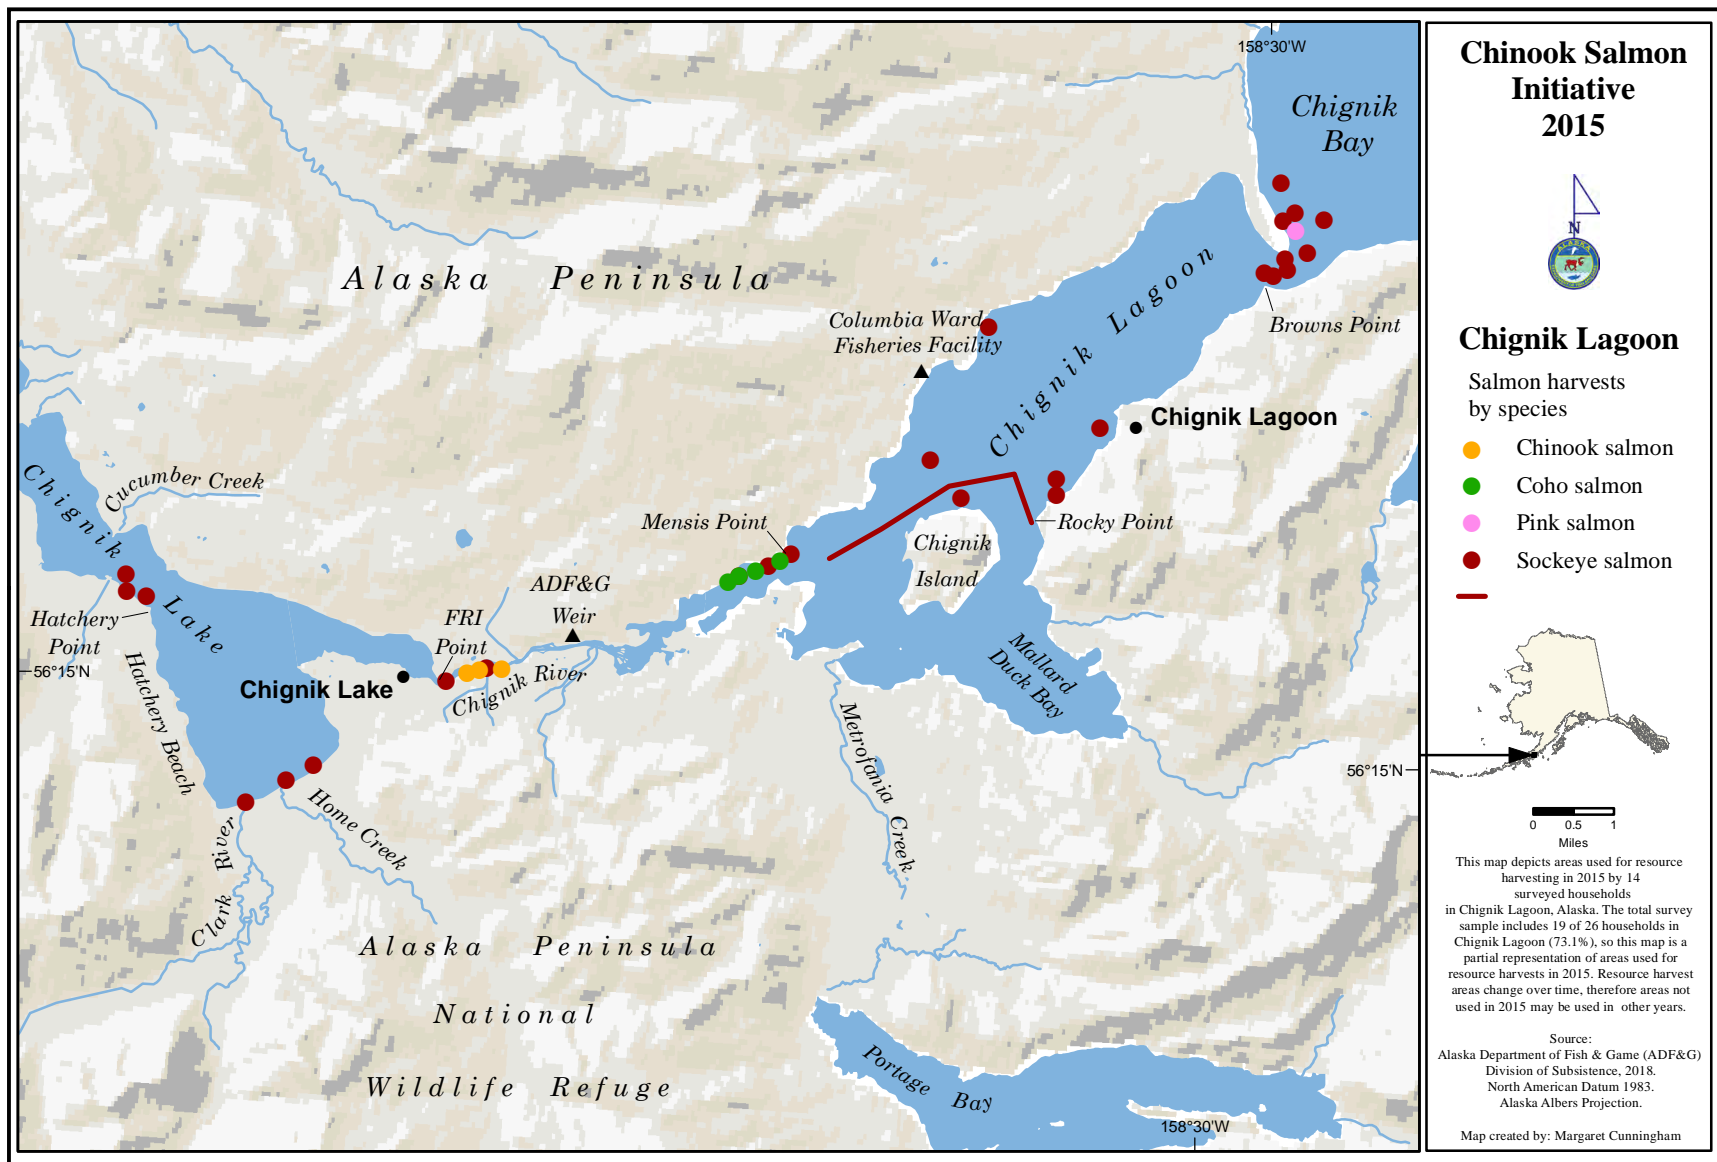 158°30'W
Chignik
Bay
Alaska Peninsula
Columbia Ward
Fisheries Facility
Chignik Lagoon
Browns Point
Chignik Lagoon
Chignik Lake
Cucumber Creek
Mensis Point
Rocky Point
Chignik
Island
ADF&G
Weir
FRI
Point
Hatchery
Point
56°15'N
Chignik Lake
Chignik River
Mallard
Duck Bay
Hatchery Beach
Metrofania Creek
56°15'N
Home Creek
Clark River
Alaska Peninsula
National
Wildlife Refuge
Portage Bay
158°30'W
Chinook Salmon
Initiative
2015
N
ALASKA
Chignik Lagoon
Salmon harvests
by species
Chinook salmon
Coho salmon
Pink salmon
Sockeye salmon
0 0.5 1
Miles
This map depicts areas used for resource
harvesting in 2015 by 14
surveyed households
in Chignik Lagoon, Alaska. The total survey
sample includes 19 of 26 households in
Chignik Lagoon (73.1%), so this map is a
partial representation of areas used for
resource harvests in 2015. Resource harvest
areas change over time, therefore areas not
used in 2015 may be used in other years.
Source:
Alaska Department of Fish & Game (ADF&G)
Division of Subsistence, 2018.
North American Datum 1983.
Alaska Albers Projection.
Map created by: Margaret Cunningham